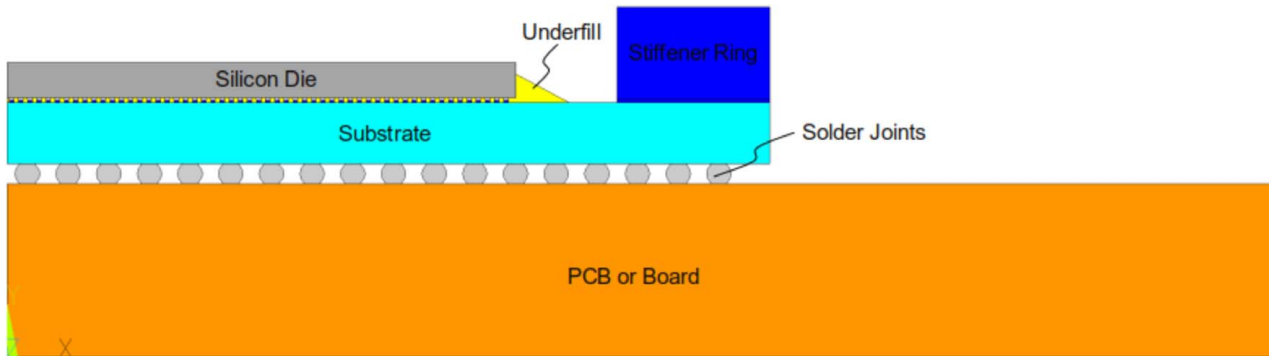 Underfill
Stiffener Ring
Silicon Die
Substrate
Solder Joints
PCB or Board
Y
Z X